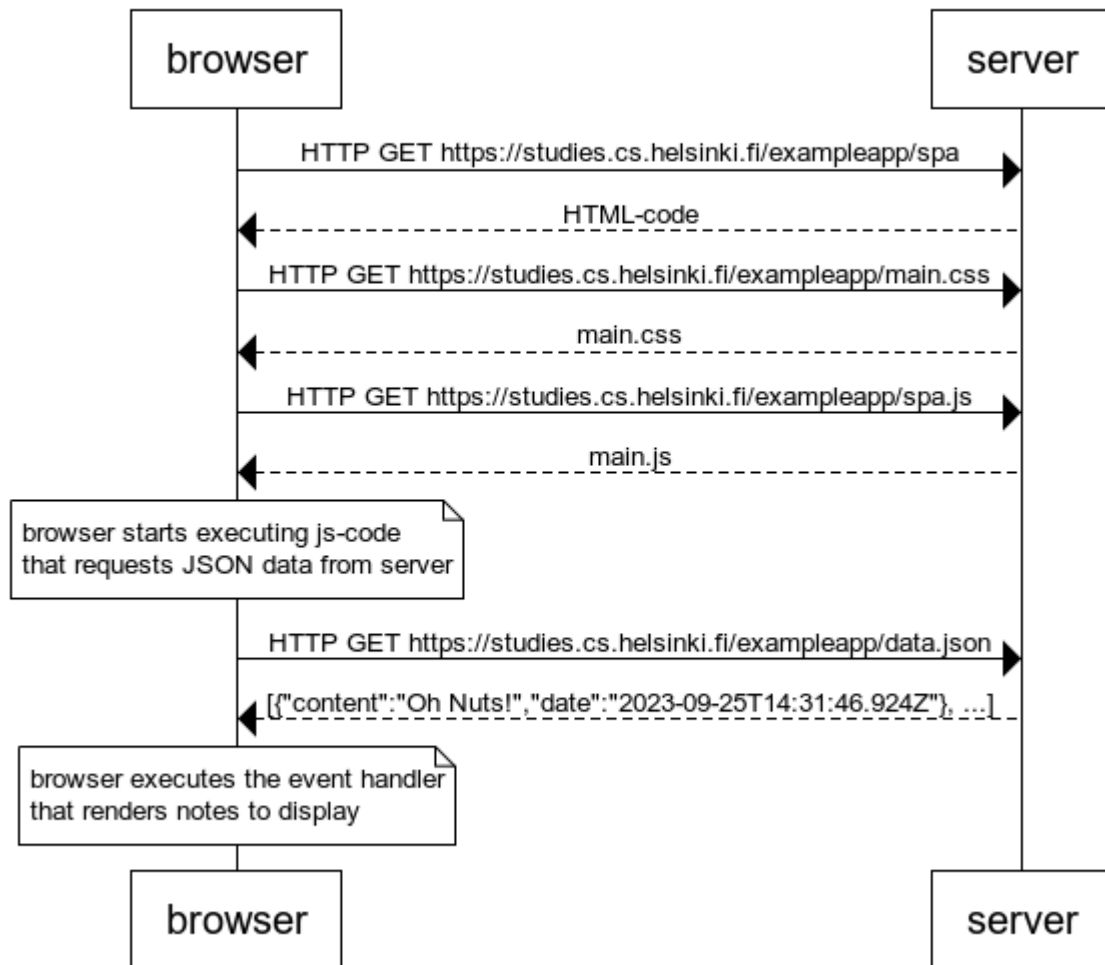 browser
server
HTTP GET https://studies.cs.helsinki.fi/exampleapp/spa
HTML-code
HTTP GET https://studies.cs.helsinki.fi/exampleapp/main.css
main.css
HTTP GET https://studies.cs.helsinki.fi/exampleapp/spa.js
main.js
browser starts executing js-code
that requests JSON data from server
HTTP GET https://studies.cs.helsinki.fi/exampleapp/data.json
[{"content":"Oh Nuts!","date":"2023-09-25T14:31:46.924Z"}, ...]
browser executes the event handler
that renders notes to display
browser
server